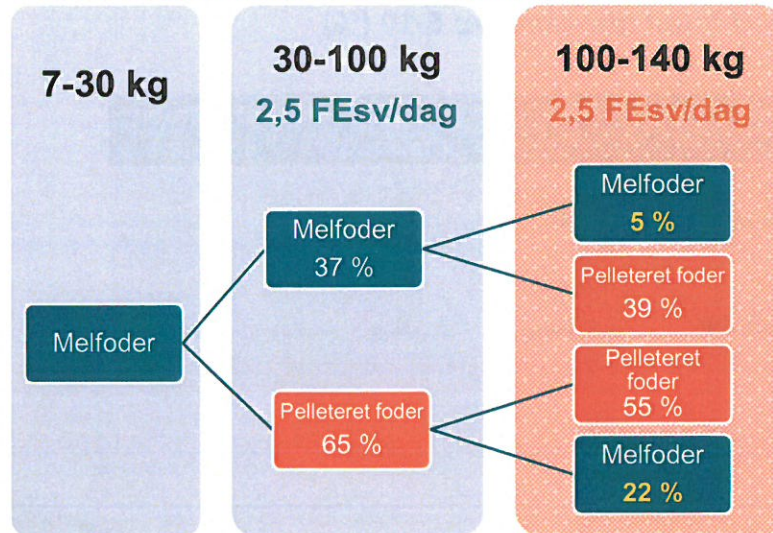 7-30 kg
30-100 kg
2,5 FEsv/dag
100-140 kg
2,5 FEsv/dag
Melfoder
Melfoder
37 %
Pelleteret foder
65 %
Melfoder
5 %
Pelleteret foder
39 %
Pelleteret
foder
55 %
Melfoder
22 %